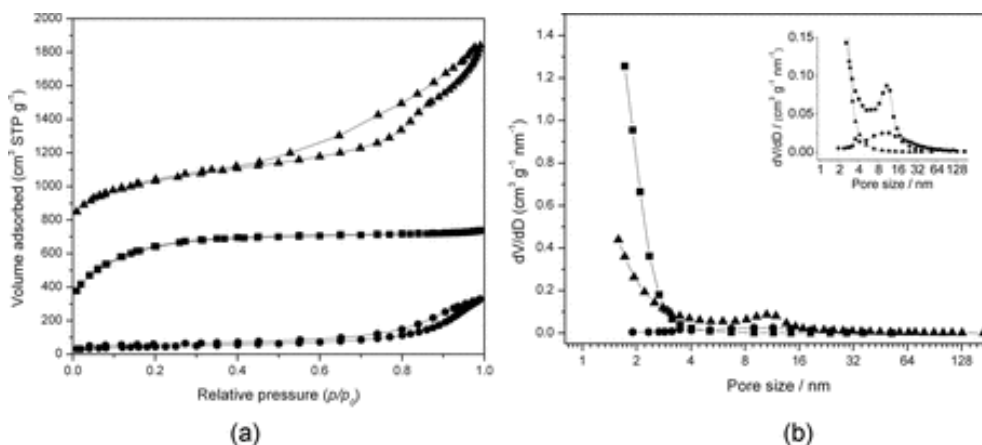 2000
1800
1600
1400
1200
1000
800
600
400
200
0
0.0 0.2 0.4 0.6 0.8 1.0
Volume adsorbed (cm³ STP g⁻¹)
Relative pressure (p/p₀)
(a)
1.4
1.2
1.0
0.8
0.6
0.4
0.2
0.0
1 2 4 8 16 32 64 128
dV/dD (cm³ g⁻¹ nm⁻¹)
Pore size / nm
0.15
0.10
0.05
0.00
1 2 4 8 16 32 64 128
dV/dD / (cm³ g⁻¹ nm⁻¹)
Pore size / nm
(b)